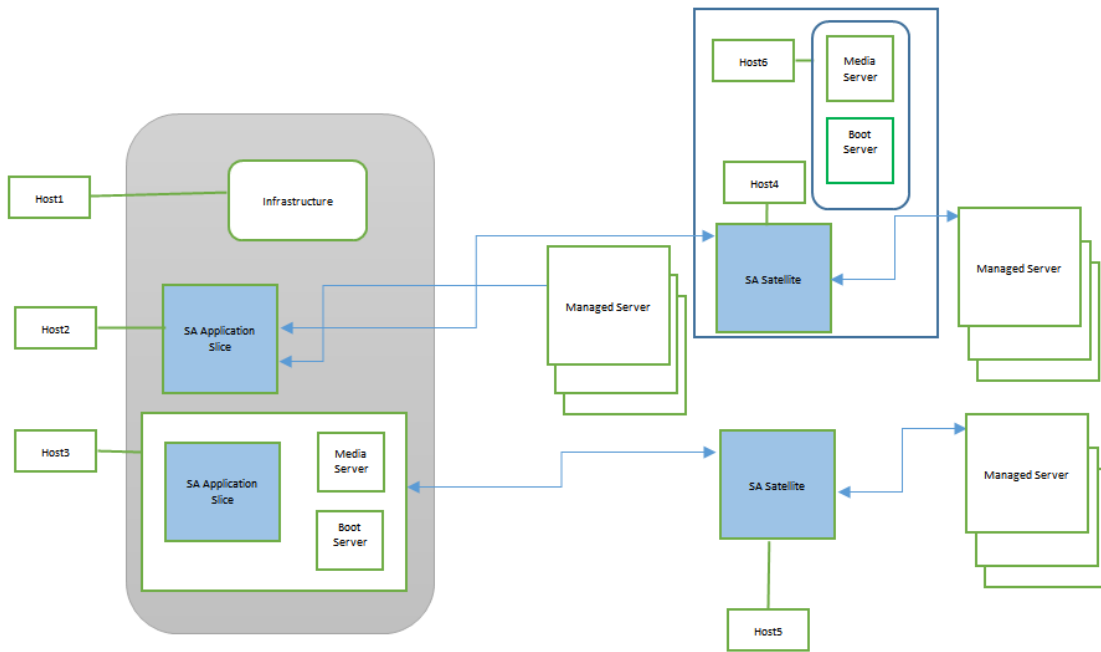 Host6
Media
Server
Boot
Server
Host4
Host1
Infrastructure
SA Satellite
Managed Server
Managed Server
Host2
SA Application
Slice
Host3
Media
Server
SA Application
Slice
Boot
Server
SA Satellite
Managed Server
Host5